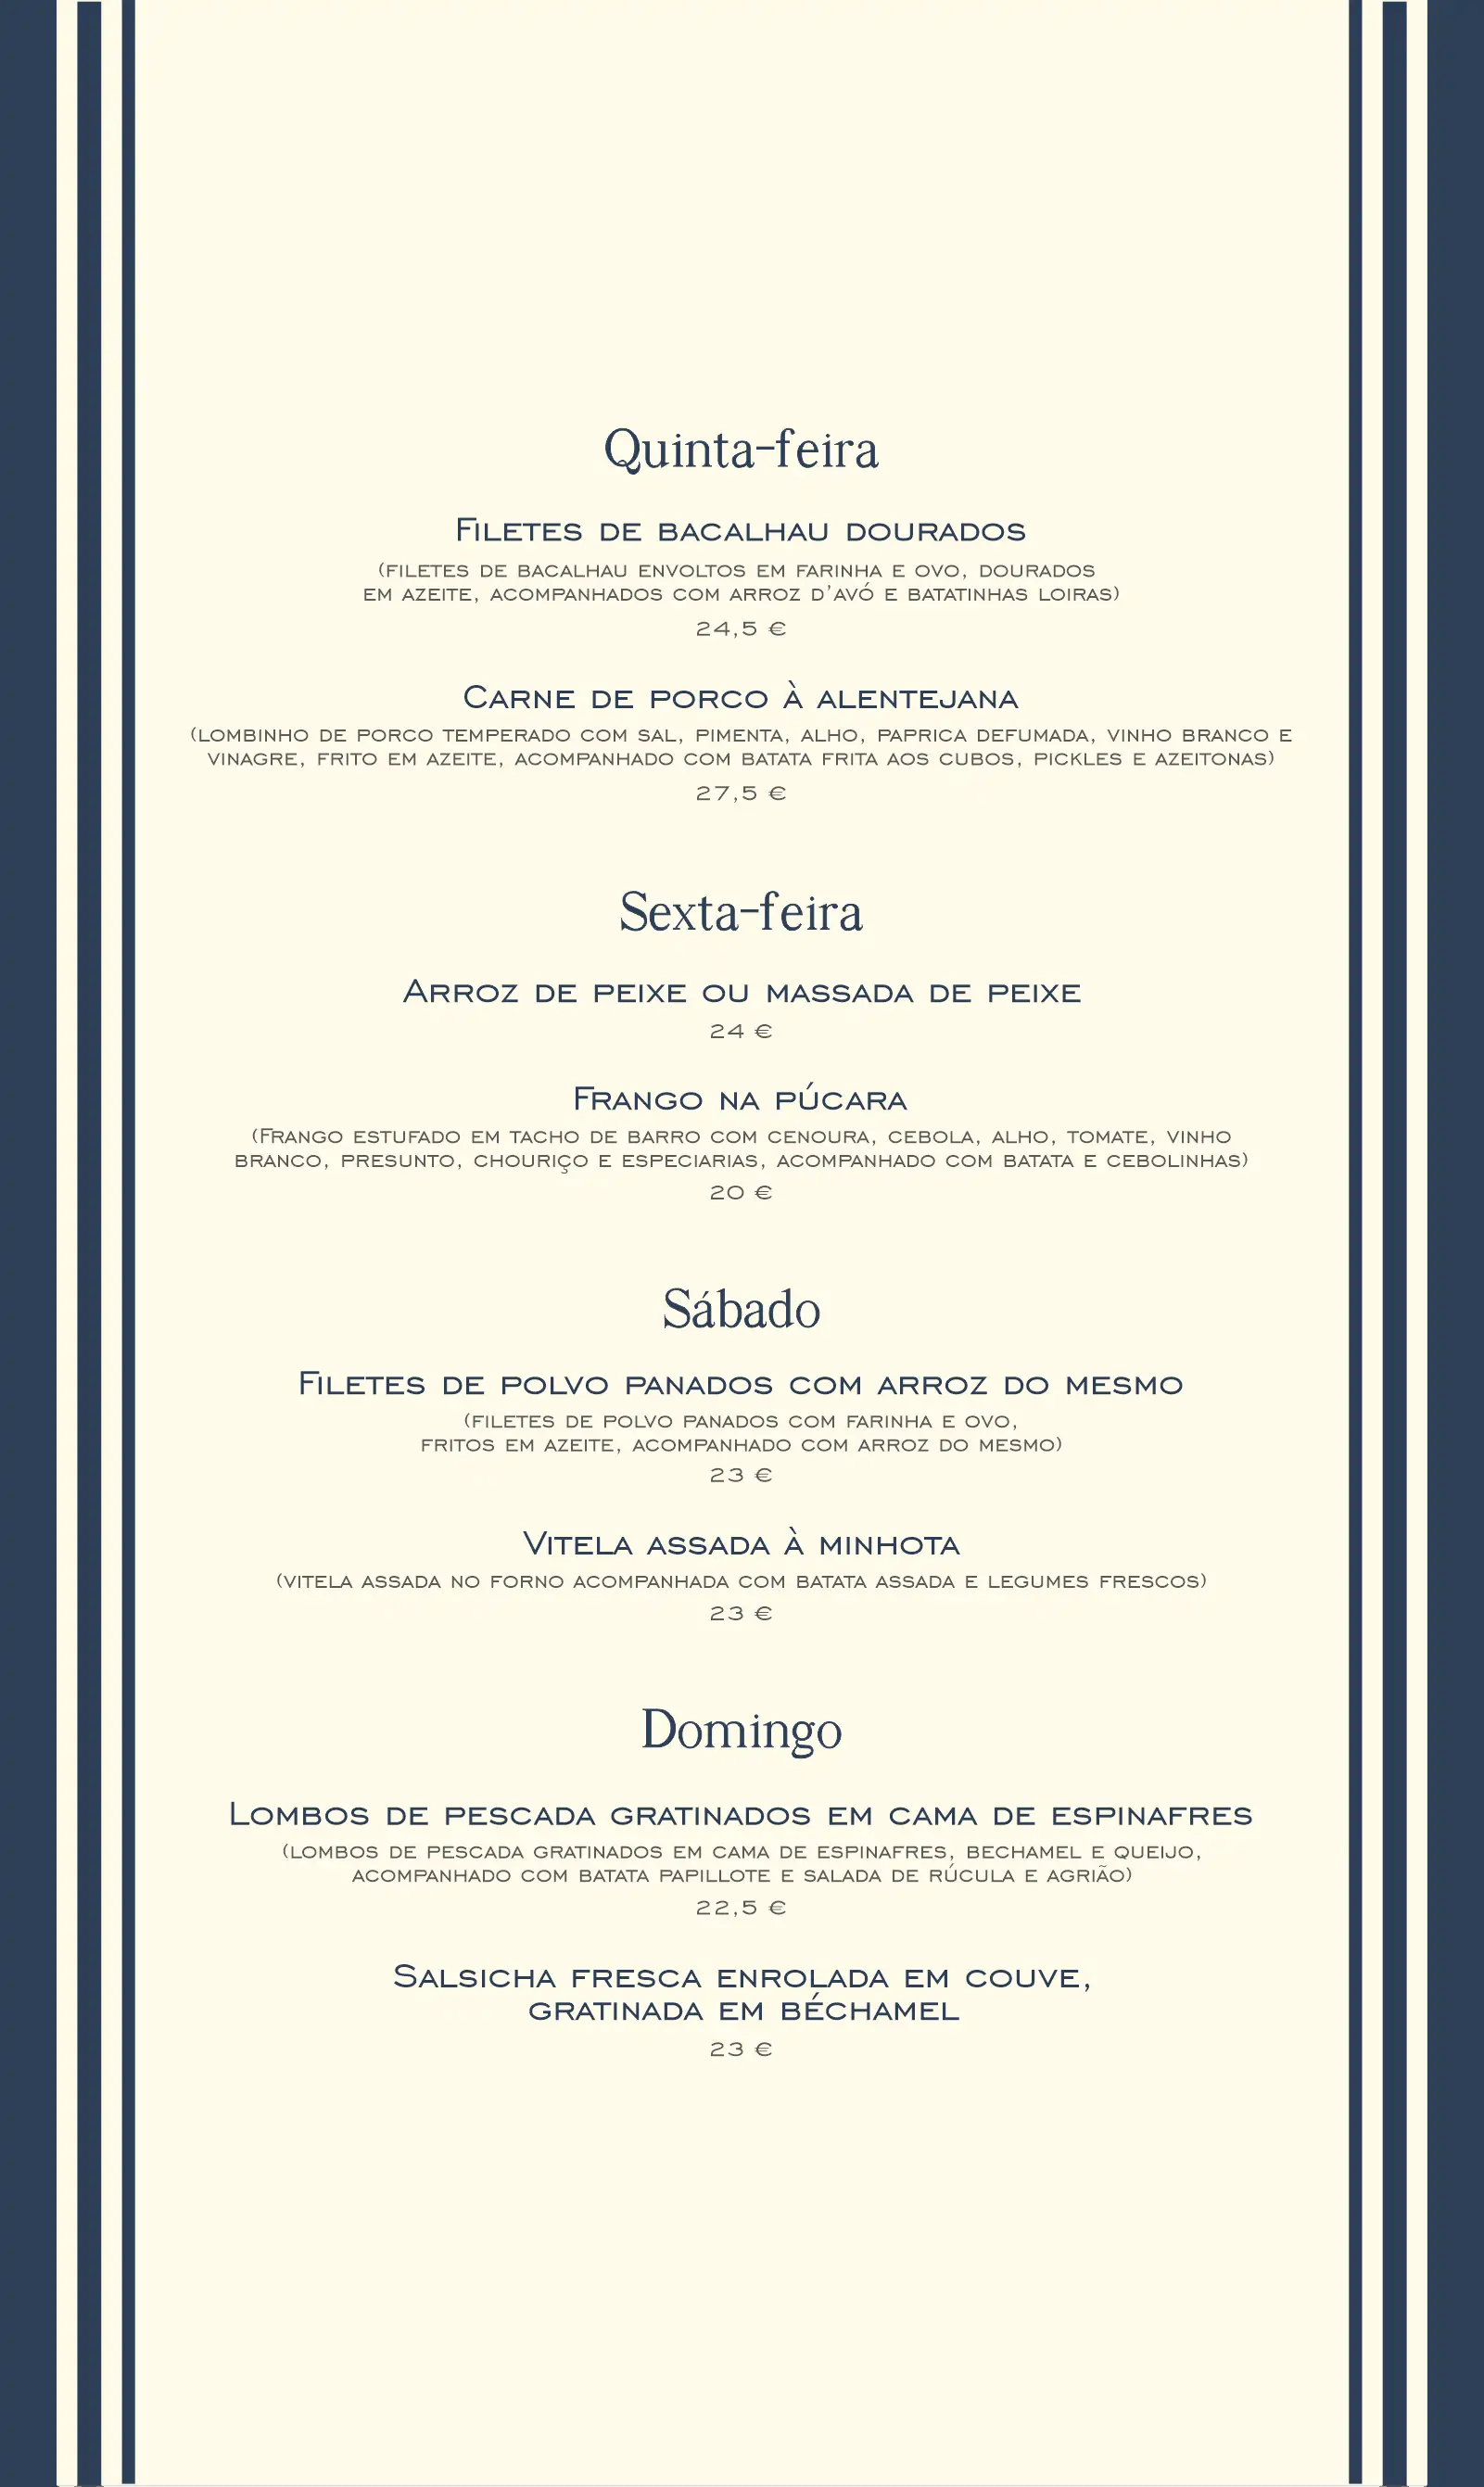 Quinta-feira
Filetes de bacalhau dourados
(filetes de bacalhau envoltos em farinha e ovo, dourados
em azeite, acompanhados com arroz d'avó e batatinhas loiras)
24,5 €
Carne de porco à alentejana
(lombinho de porco temperado com sal, pimenta, alho, paprica defumada, vinho branco e
vinagre, frito em azeite, acompanhado com batata frita aos cubos, pickles e azeitonas)
27,5 €
Sexta-feira
Arroz de peixe ou massada de peixe
24 €
Frango na púcara
(Frango estufado em tacho de barro com cenoura, cebola, alho, tomate, vinho
branco, presunto, chouriço e especiarias, acompanhado com batata e cebolinhas)
20 €
Sábado
Filetes de polvo panados com arroz do mesmo
(filetes de polvo panados com farinha e ovo,
fritos em azeite, acompanhado com arroz do mesmo)
23 €
Vitela assada à minhota
(vitela assada no forno acompanhada com batata assada e legumes frescos)
23 €
Domingo
Lombos de pescada gratinados em cama de espinafres
(lombos de pescada gratinados em cama de espinafres, bechamel e queijo,
acompanhado com batata papillote e salada de rúcula e agrião)
22,5 €
Salsicha fresca enrolada em couve,
gratinada em béchamel
23 €